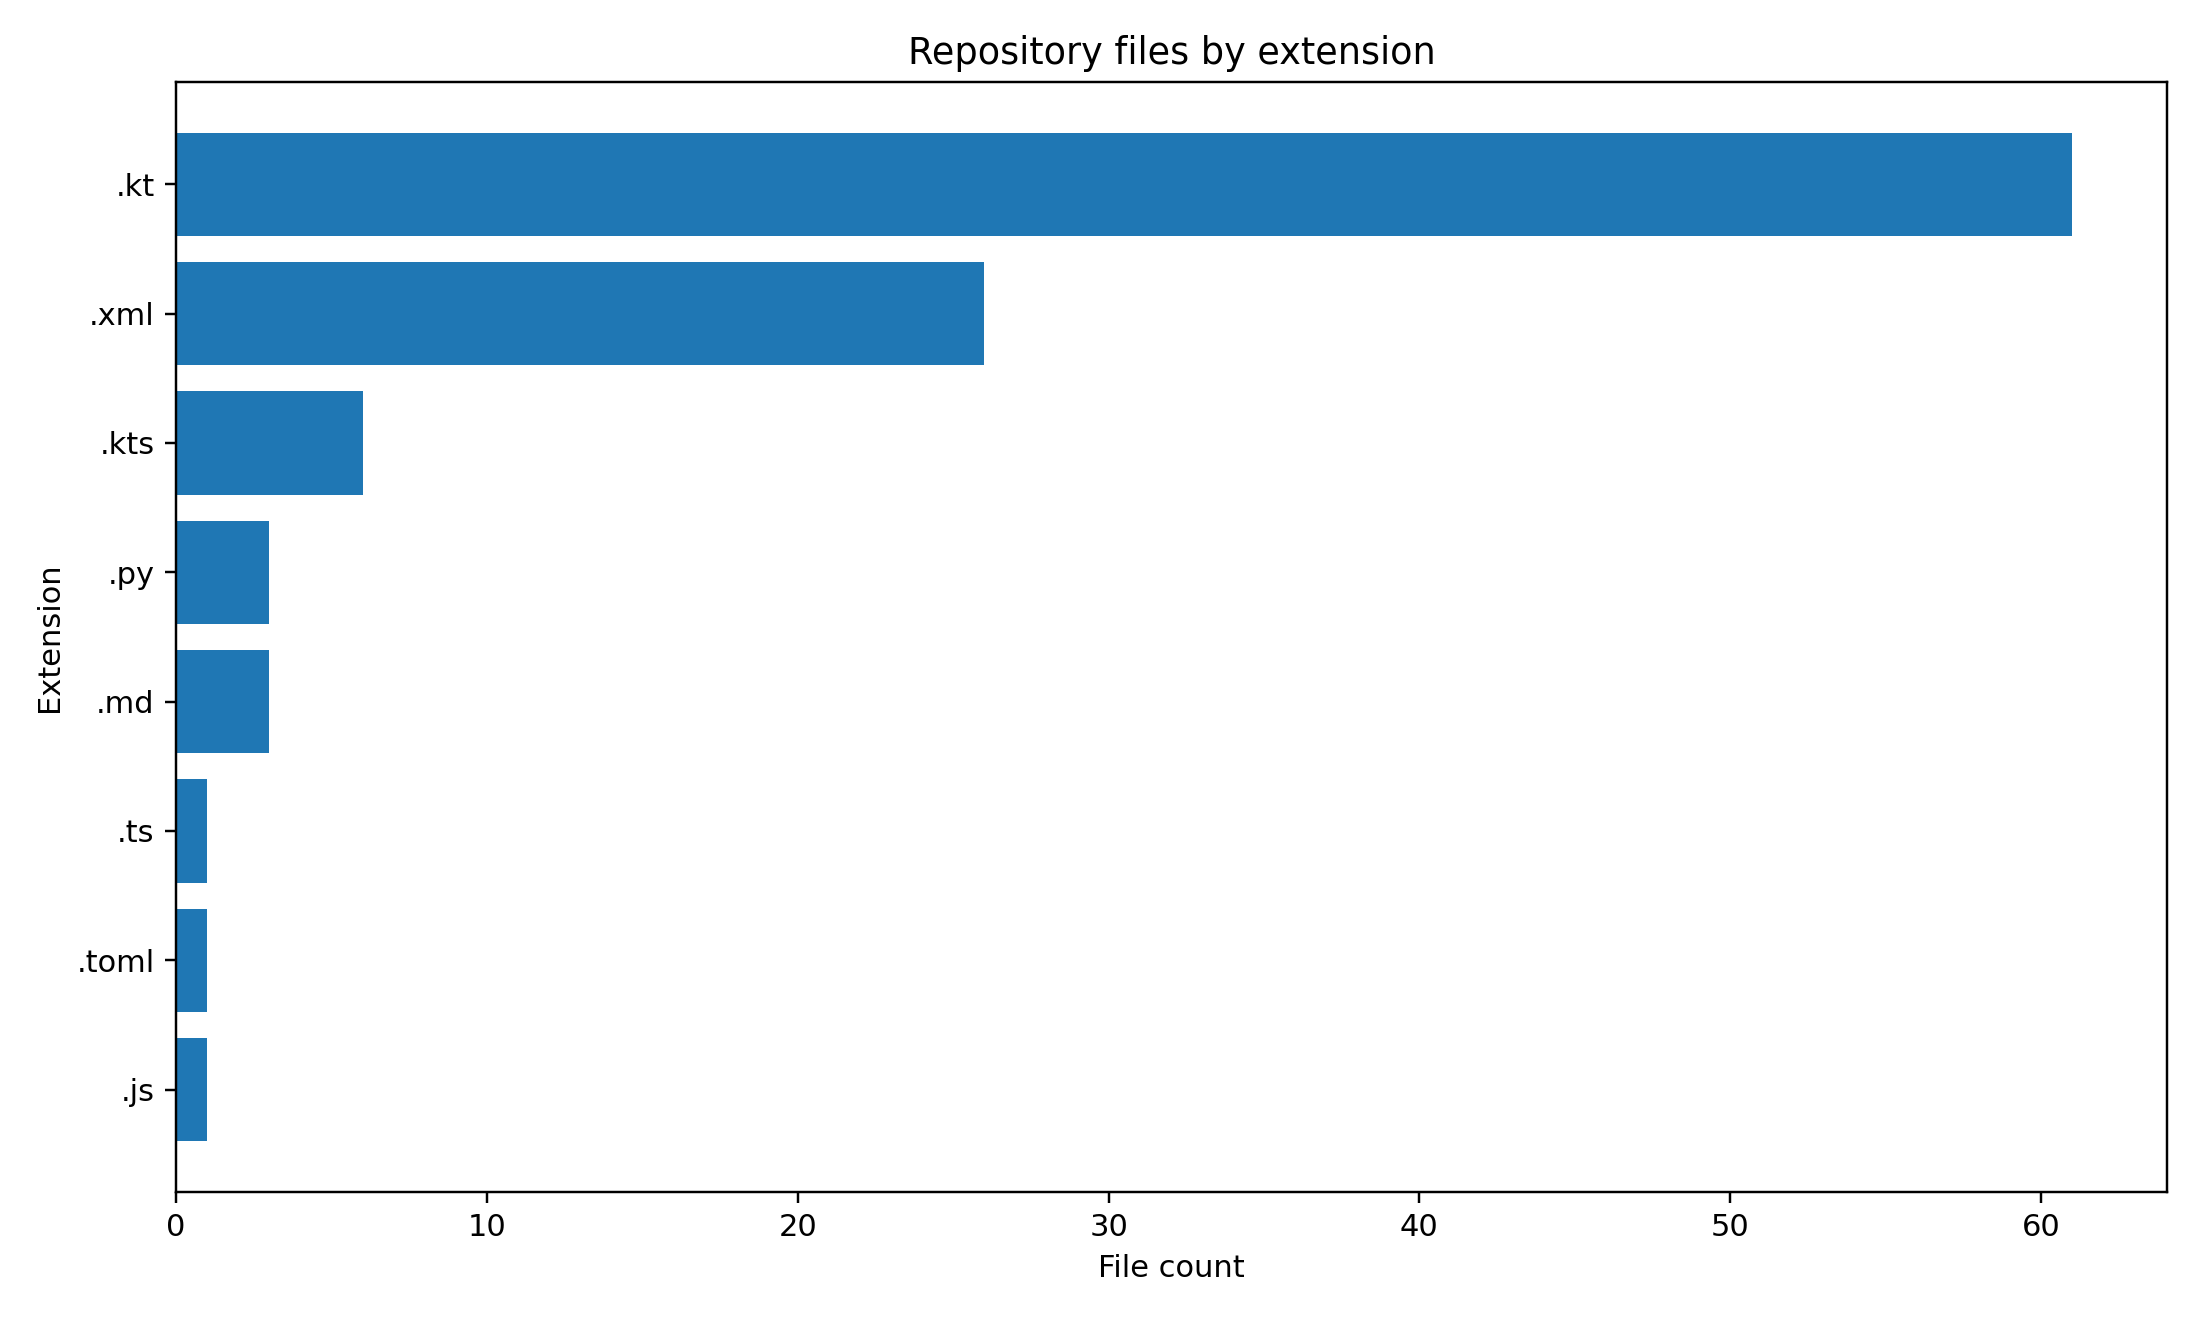 Repository files by extension
.kt
.xml
.kts
.py
.md
.ts
.toml
.js
Extension
0 10 20 30 40 50 60
File count